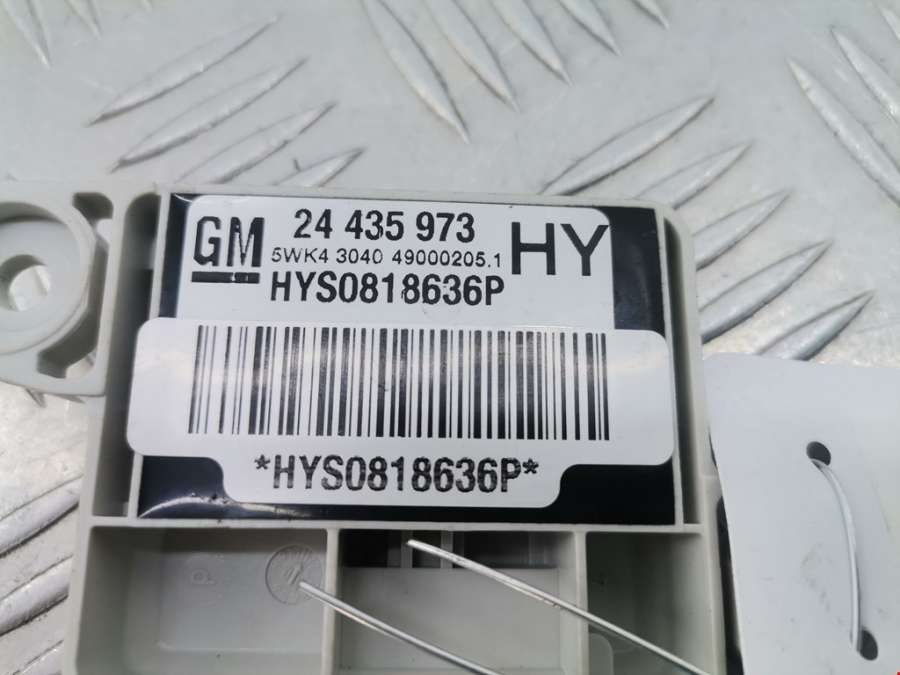 GM 24 435 973 HY
5WK4 3040 49000205.1
HYS0818636P
*HYS0818636P*